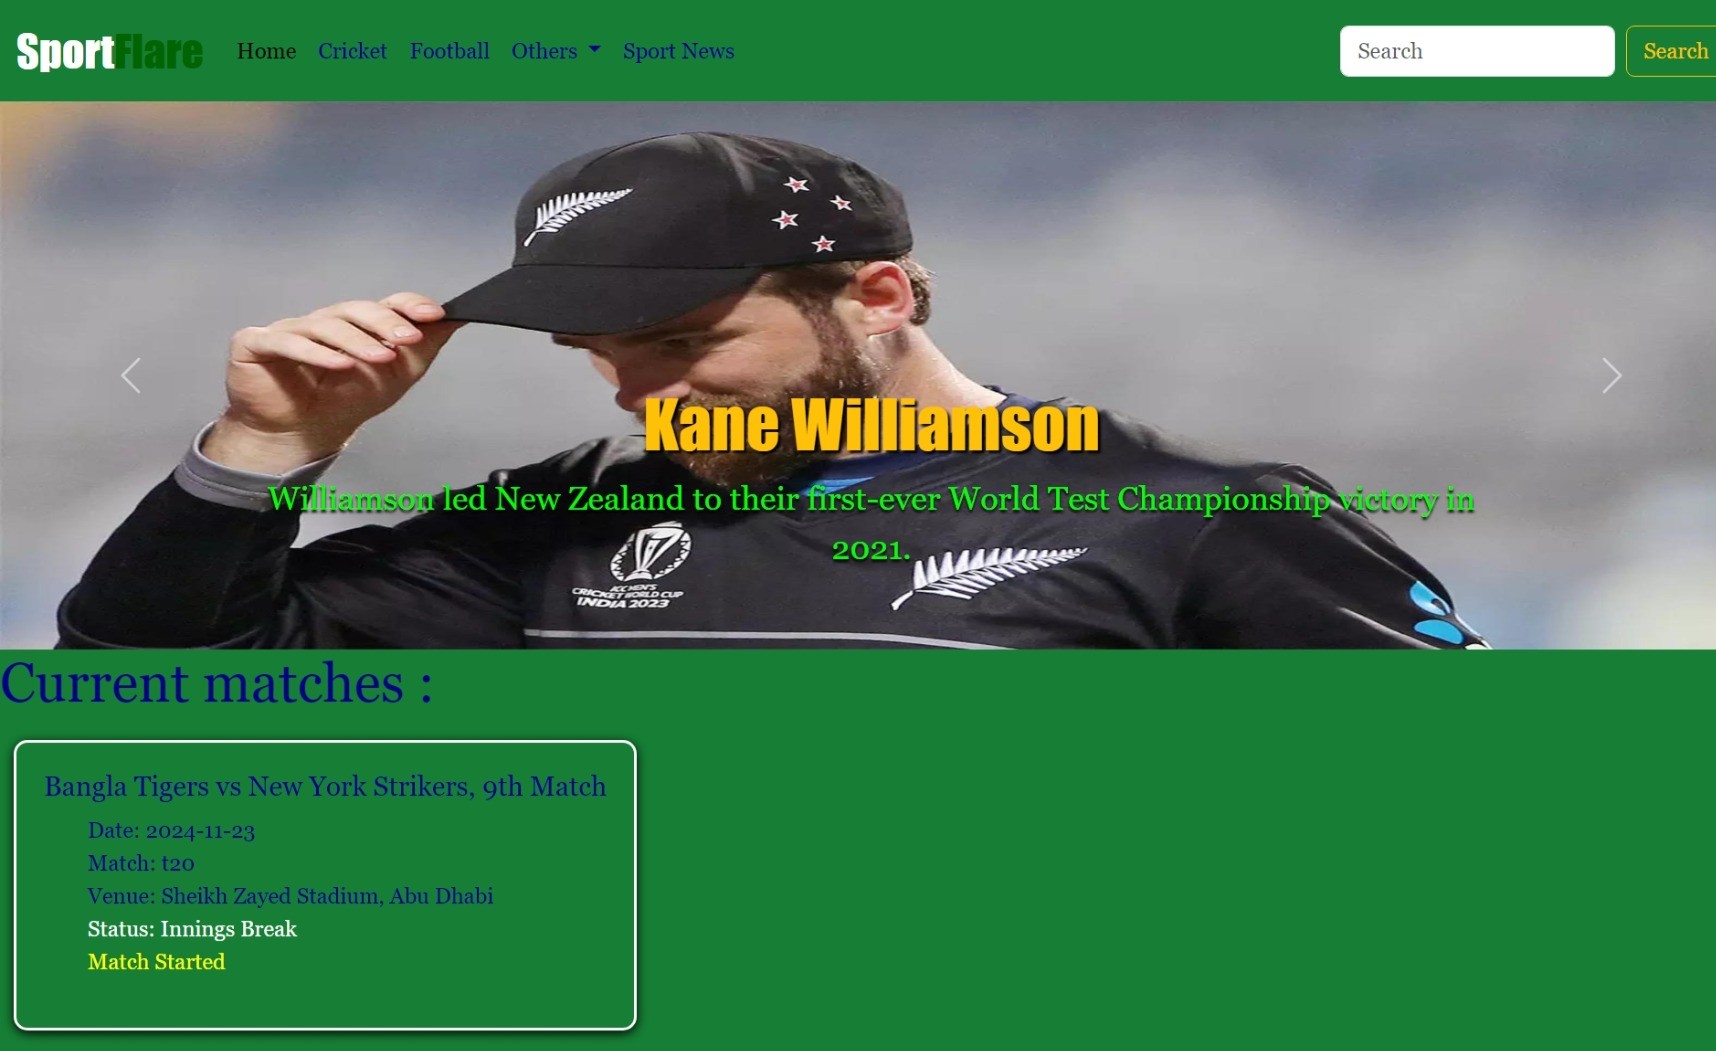 SportFlare Home Cricket Football Others Sport News Search Search
Kane Williamson
Williamson led New Zealand to their first-ever World Test Championship victory in
2021.
ICC MEN'S
CRICKET WORLD CUP
INDIA 2023
Current matches :
Bangla Tigers vs New York Strikers, 9th Match
Date: 2024-11-23
Match: t20
Venue: Sheikh Zayed Stadium, Abu Dhabi
Status: Innings Break
Match Started